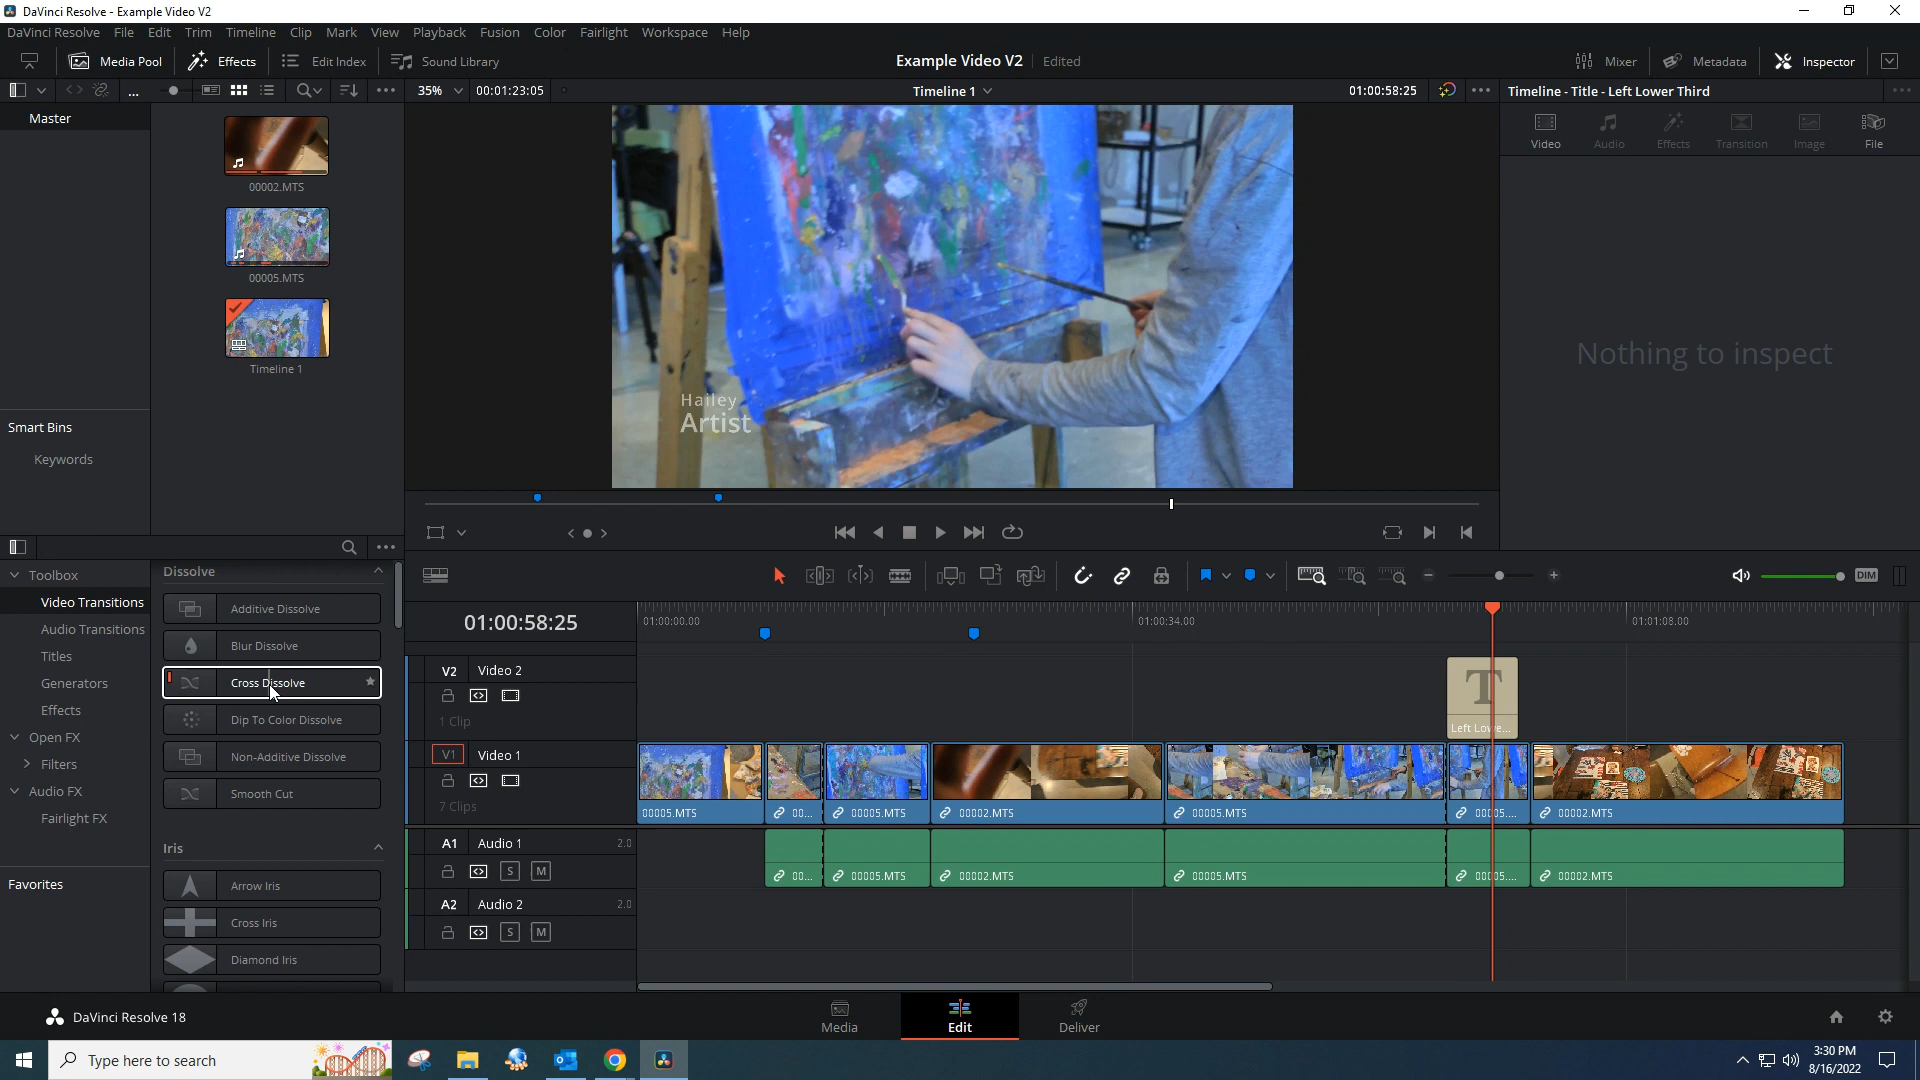 DaVinci Resolve - Example Video V2
DaVinci Resolve File Edit Trim Timeline Clip Mark View Playback Fusion Color Fairlight Workspace Help
Media Pool Effects Edit Index Sound Library Example Video V2 Edited Mixer Metadata Inspector
... 35% 00:01:23:05 Timeline 1 01:00:58:25 Timeline - Title - Left Lower Third
Master
00002.MTS
00005.MTS
Timeline 1
Smart Bins
Keywords
Hailey
Artist
Video Audio Effects Transition Image File
Nothing to inspect
Toolbox
Video Transitions
Audio Transitions
Titles
Generators
Effects
Open FX
Filters
Audio FX
Fairlight FX
Favorites
Dissolve
Additive Dissolve
Blur Dissolve
Cross Dissolve
Dip To Color Dissolve
Non-Additive Dissolve
Smooth Cut
Iris
Arrow Iris
Cross Iris
Diamond Iris
DIM
01:00:58:25
01:00:00.00 01:00:34.00 01:01:08.00
V2 Video 2
1 Clip
T
Left Lowe...
V1 Video 1
7 Clips
00005.MTS 00... 00005.MTS 00002.MTS 00005.MTS 00005.... 00002.MTS
A1 Audio 1 2.0
S M
00... 00005.MTS 00002.MTS 00005.MTS 00005.... 00002.MTS
A2 Audio 2 2.0
S M
DaVinci Resolve 18
Media Edit Deliver
Type here to search
3:30 PM
8/16/2022